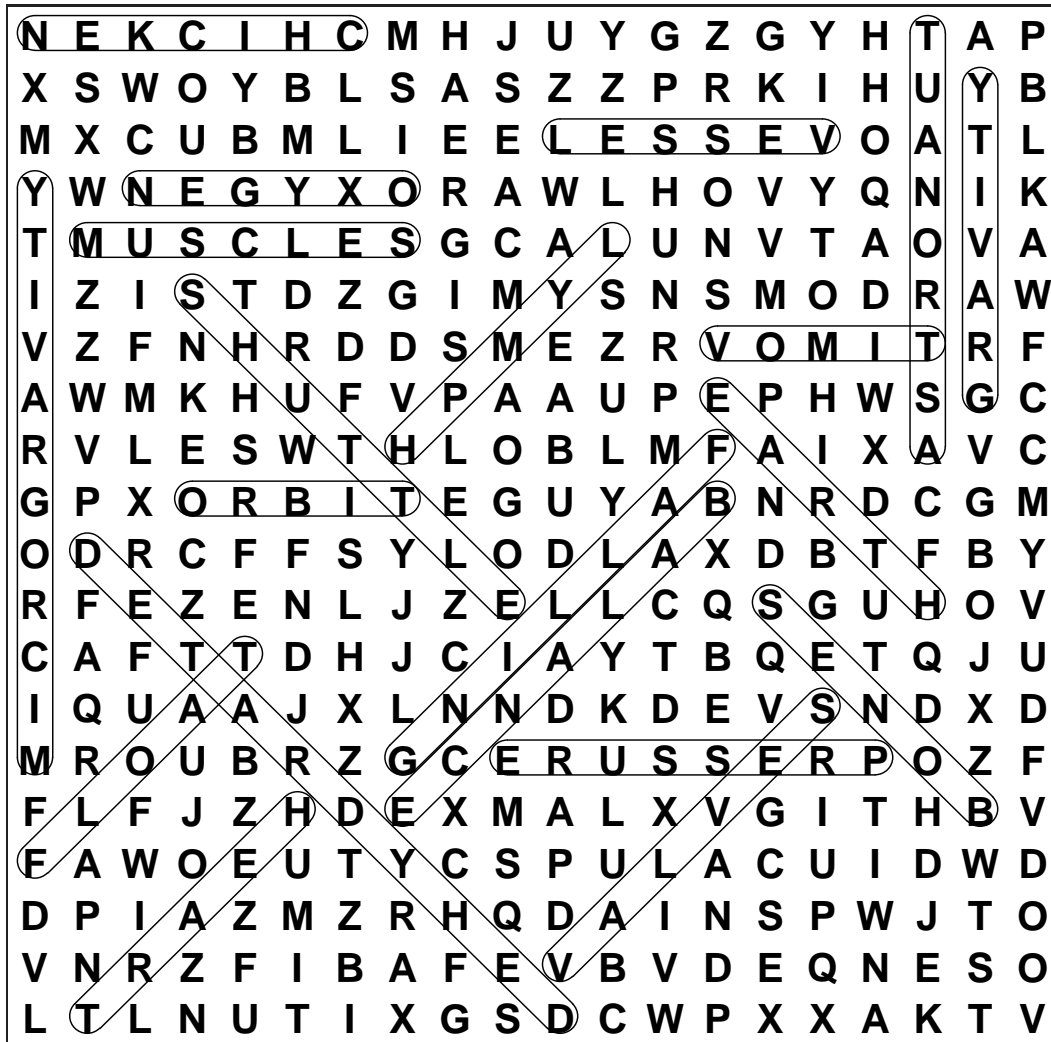 N E K C I H C M H J U Y G Z G Y H T A P
X S W O Y B L S A S Z Z P R K I H U Y B
M X C U B M L I E E L E S S E V O A T L
Y W N E G Y X O R A W L H O V Y Q N I K
T M U S C L E S G C A L U N V T A O V A
I Z I S T D Z G I M Y S N S M O D R A W
V Z F N H R D D S M E Z R V O M I T R F
A W M K H U F V P A A U P E P H W S G C
R V L E S W T H L O B L M F A I X A V C
G P X O R B I T E G U Y A B N R D C G M
O D R C F F S Y L O D L A X D B T F B Y
R F E Z E N L J Z E L L C Q S G U H O V
C A F T T D H J C I A Y T B Q E T Q J U
I Q U A A J X L N N D K D E V S N D X D
M R O U B R Z G C E R U S S E R P O Z F
F L F J Z H D E X M A L X V G I T H B V
F A W O E U T Y C S P U L A C U I D W D
D P I A Z M Z R H Q D A I N S P W J T O
V N R Z F I B A F E V B V D E Q N E S O
L T L N U T I X G S D C W P X X A K T V